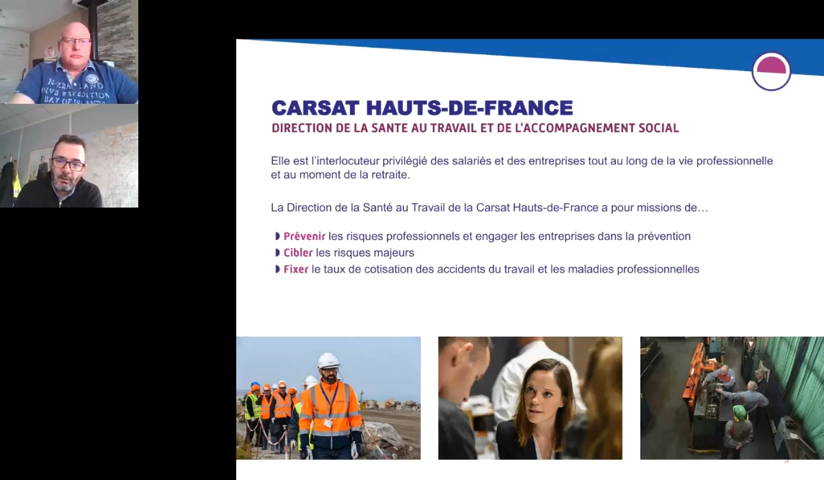 CARSAT HAUTS-DE-FRANCE
DIRECTION DE LA SANTE AU TRAVAIL ET DE L'ACCOMPAGNEMENT SOCIAL
Elle est l'interlocuteur privilégié des salariés et des entreprises tout au long de la vie professionnelle
et au moment de la retraite.
La Direction de la Santé au Travail de la Carsat Hauts-de-France a pour missions de…
Prévenir les risques professionnels et engager les entreprises dans la prévention
Cibler les risques majeurs
Fixer le taux de cotisation des accidents du travail et les maladies professionnelles